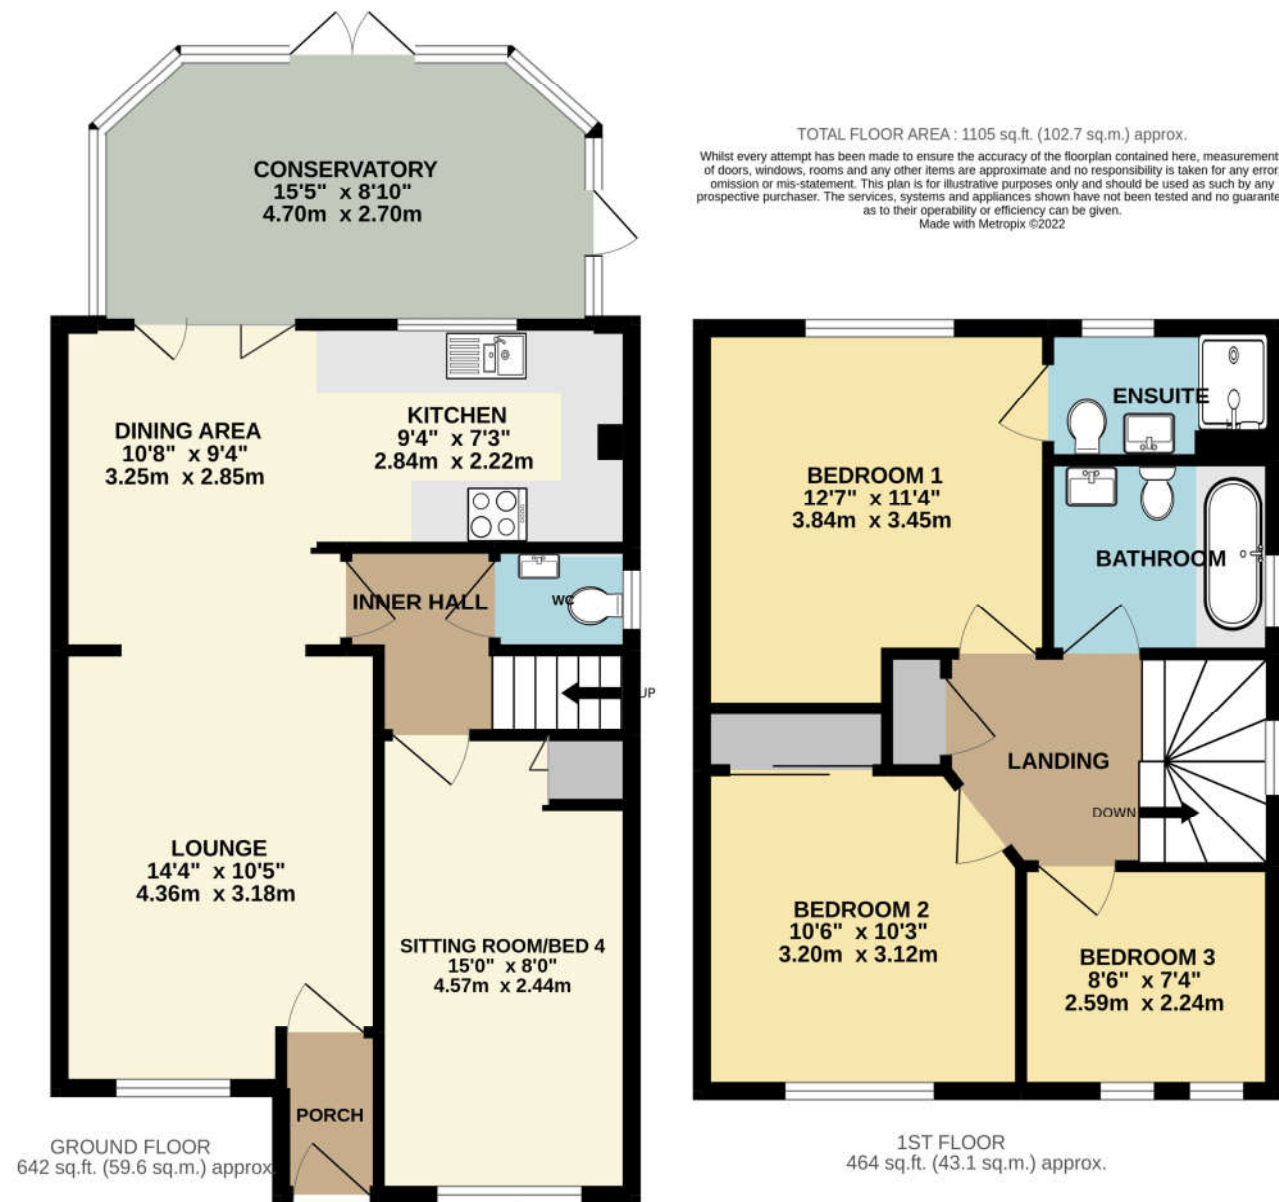 CONSERVATORY
15'5" x 8'10"
4.70m x 2.70m
TOTAL FLOOR AREA : 1105 sq.ft. (102.7 sq.m.) approx.
Whilst every attempt has been made to ensure the accuracy of the floorplan contained here, measurement
of doors, windows, rooms and any other items are approximate and no responsibility is taken for any error
omission or mis-statement. This plan is for illustrative purposes only and should be used as such by any
prospective purchaser. The services, systems and appliances shown have not been tested and no guarante
as to their operability or efficiency can be given.
Made with Metropix ©2022
DINING AREA
10'8" x 9'4"
3.25m x 2.85m
KITCHEN
9'4" x 7'3"
2.84m x 2.22m
INNER HALL
WC
UP
LOUNGE
14'4" x 10'5"
4.36m x 3.18m
SITTING ROOM/BED 4
15'0" x 8'0"
4.57m x 2.44m
PORCH
GROUND FLOOR
642 sq.ft. (59.6 sq.m.) approx.
BEDROOM 1
12'7" x 11'4"
3.84m x 3.45m
ENSUITE
BATHROOM
LANDING
DOWN
BEDROOM 2
10'6" x 10'3"
3.20m x 3.12m
BEDROOM 3
8'6" x 7'4"
2.59m x 2.24m
1ST FLOOR
464 sq.ft. (43.1 sq.m.) approx.